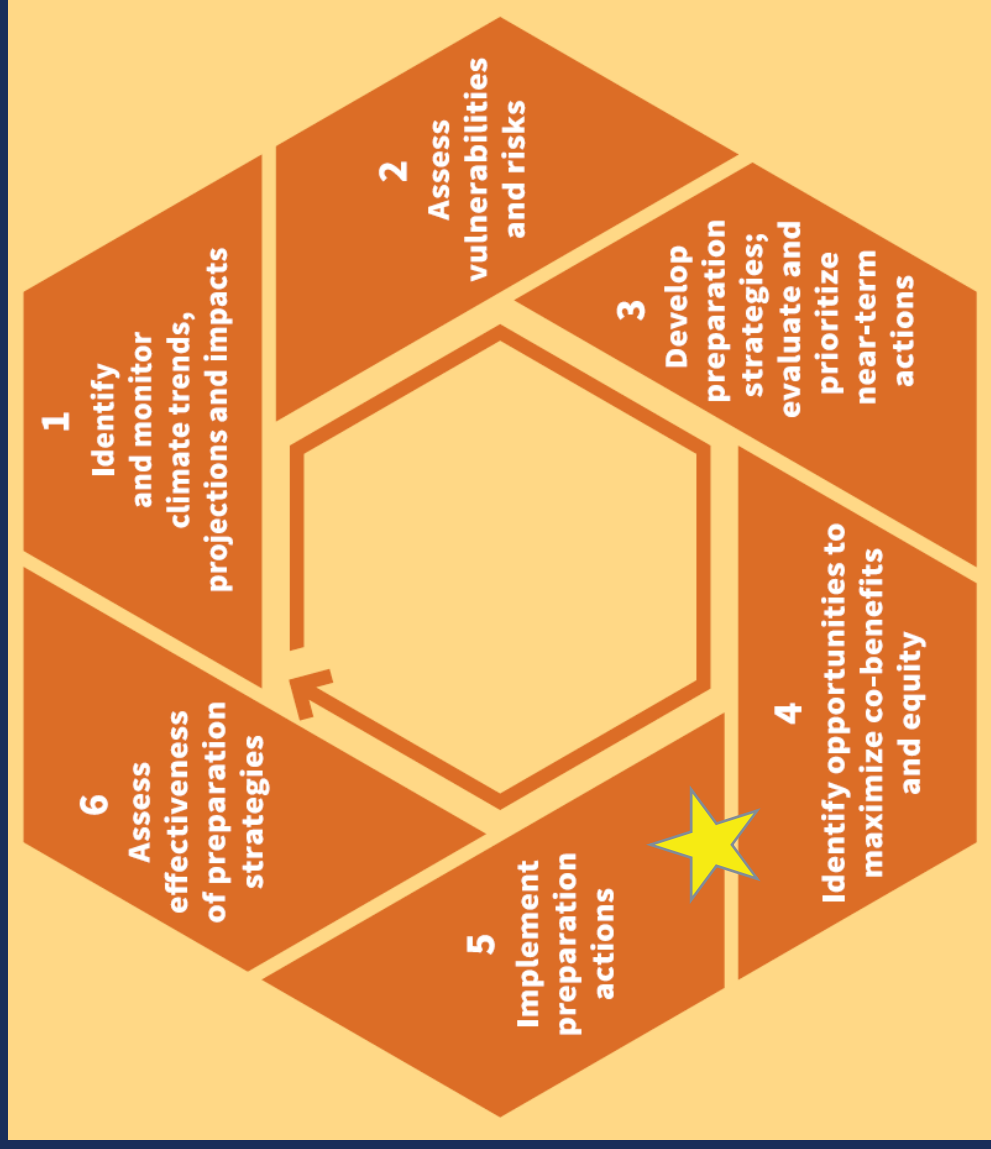 1
Identify
and monitor
climate trends,
projections and impacts
2
Assess
vulnerabilities
and risks
3
Develop
preparation
strategies;
evaluate and
prioritize
near-term
actions
4
Identify opportunities to
maximize co-benefits
and equity
5
Implement
preparation
actions
6
Assess
effectiveness
of preparation
strategies